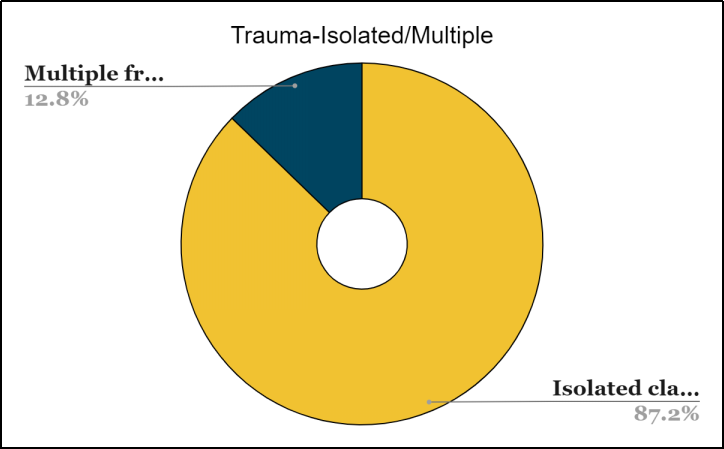 Trauma-Isolated/Multiple
Multiple fr...
12.8%
Isolated cla...
87.2%